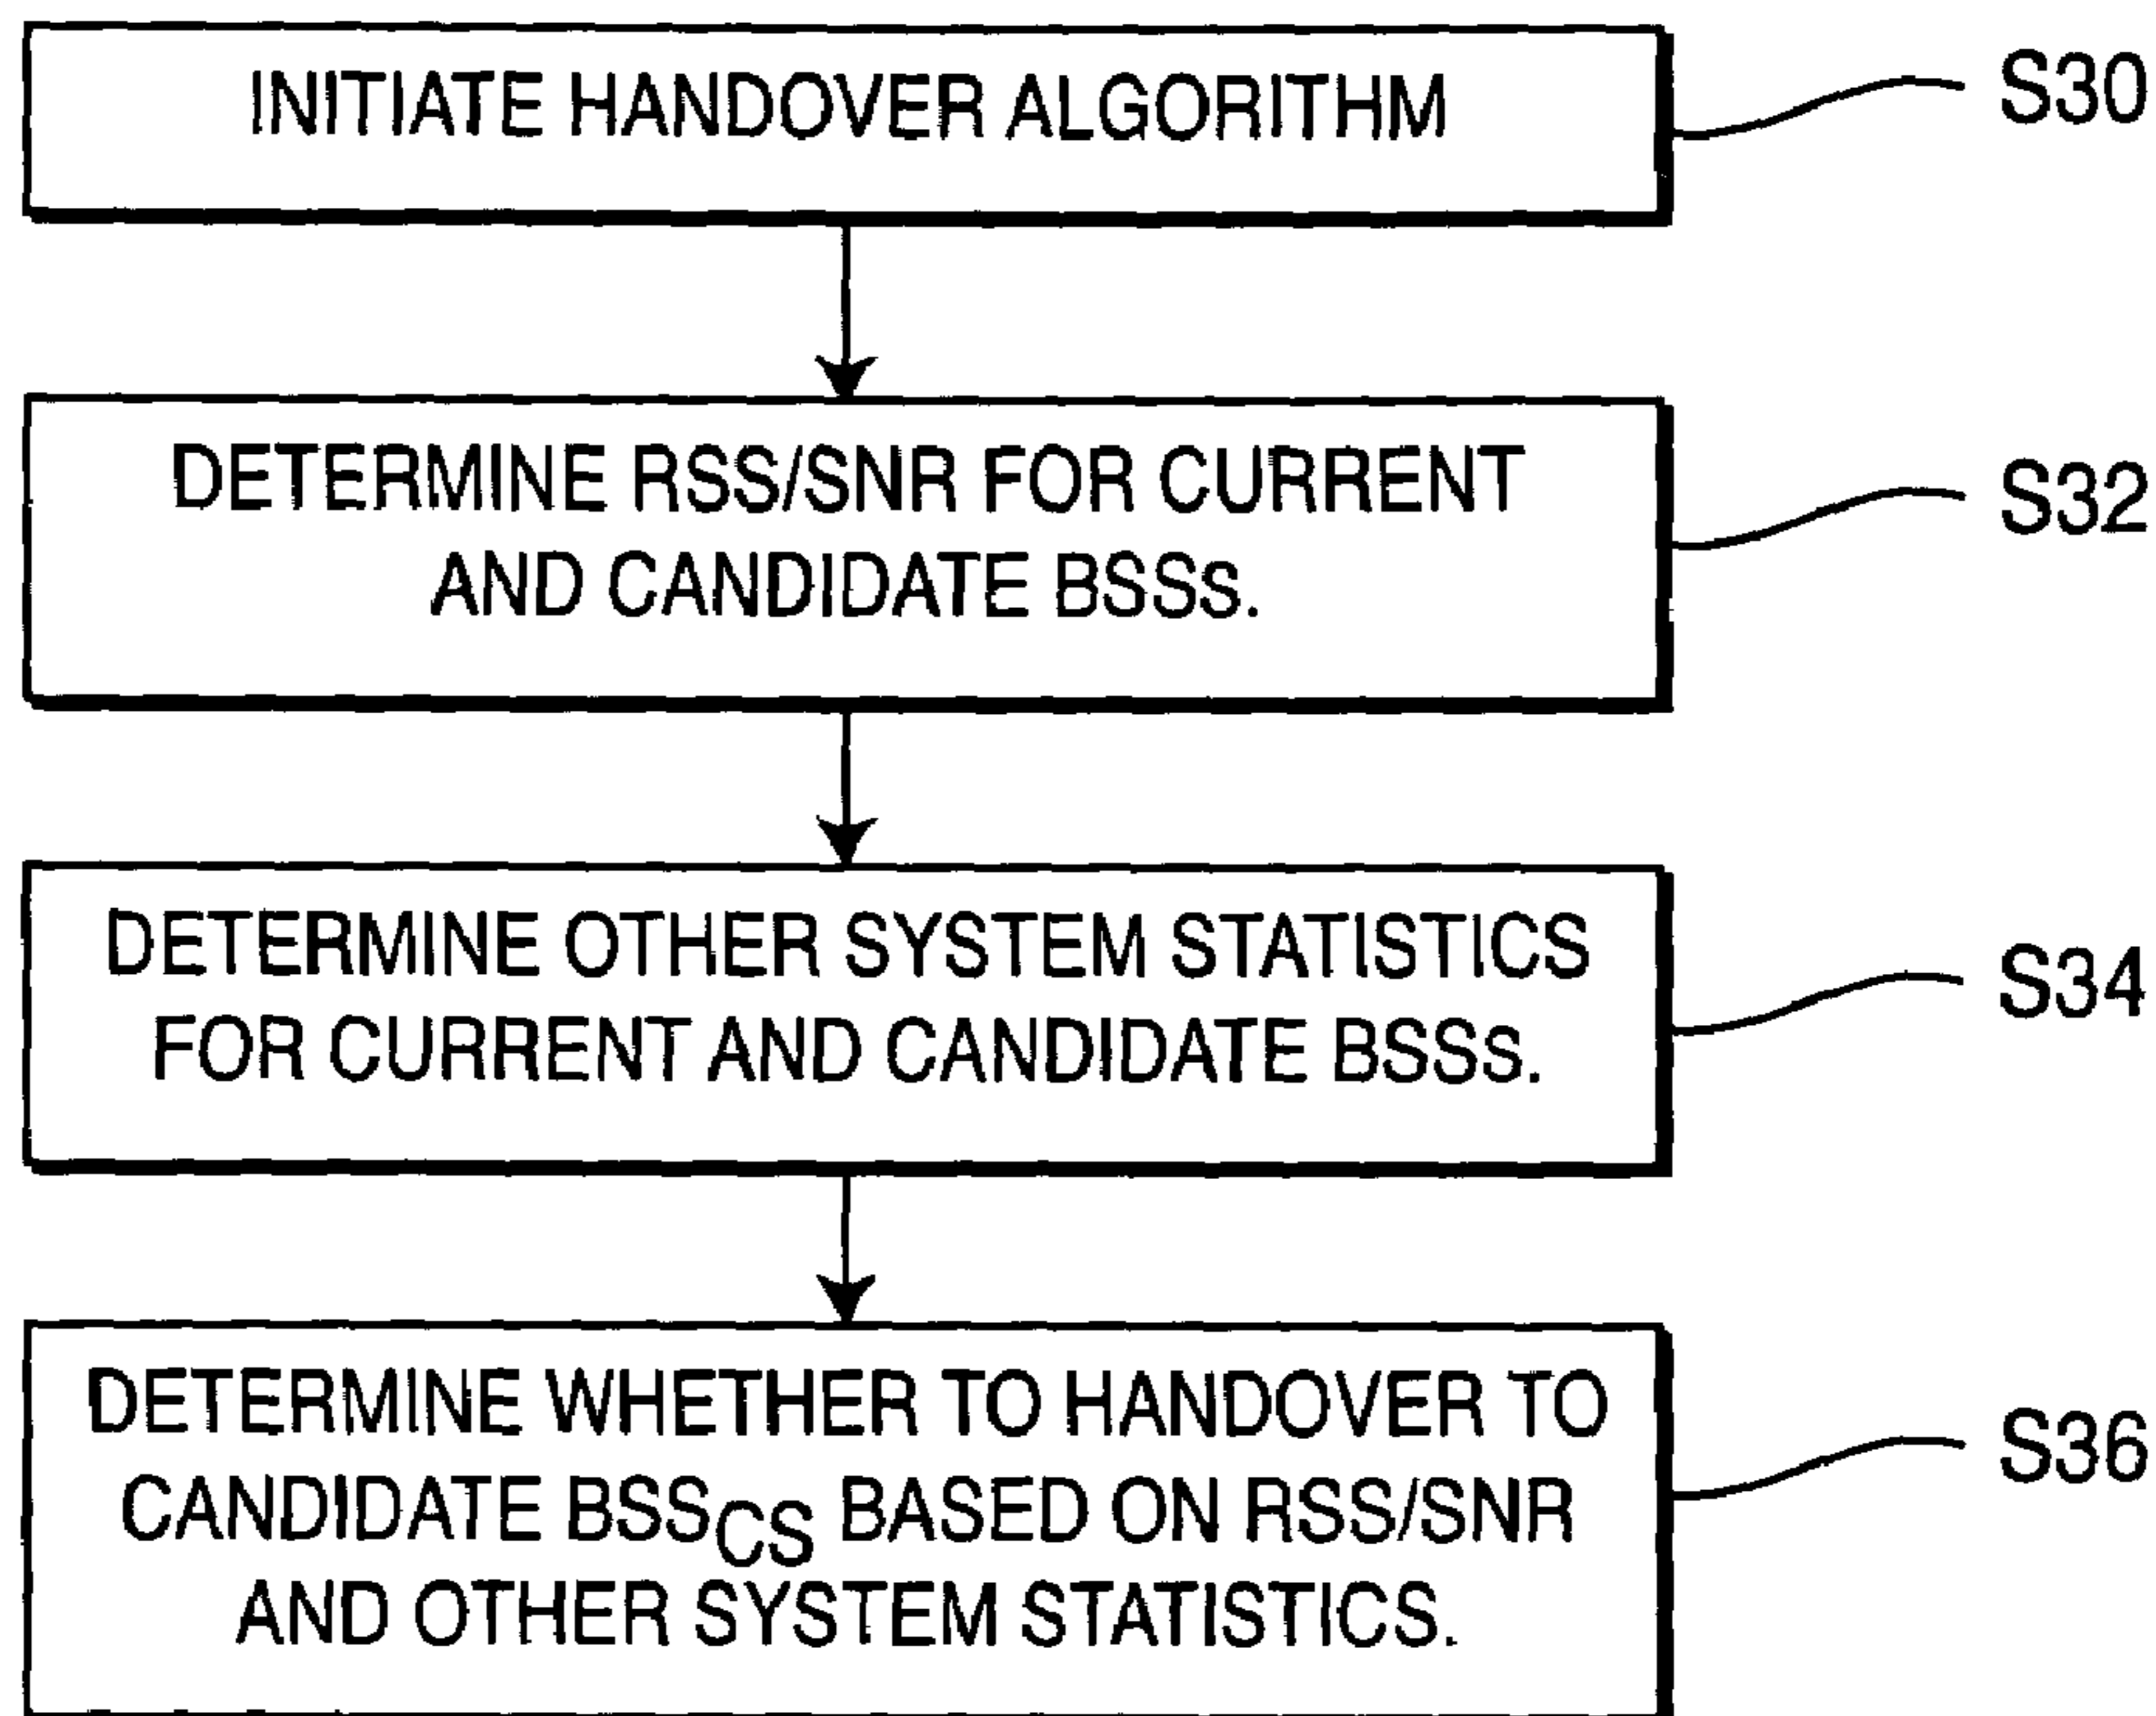 INITIATE HANDOVER ALGORITHM
S30
DETERMINE RSS/SNR FOR CURRENT
AND CANDIDATE BSSs.
S32
DETERMINE OTHER SYSTEM STATISTICS
FOR CURRENT AND CANDIDATE BSSs.
S34
DETERMINE WHETHER TO HANDOVER TO
CANDIDATE BSSCS BASED ON RSS/SNR
AND OTHER SYSTEM STATISTICS.
S36